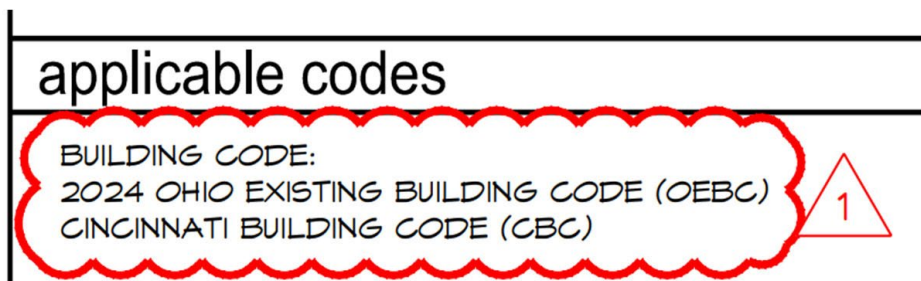 applicable codes
BUILDING CODE:
2024 OHIO EXISTING BUILDING CODE (OEBC)
CINCINNATI BUILDING CODE (CBC)
1